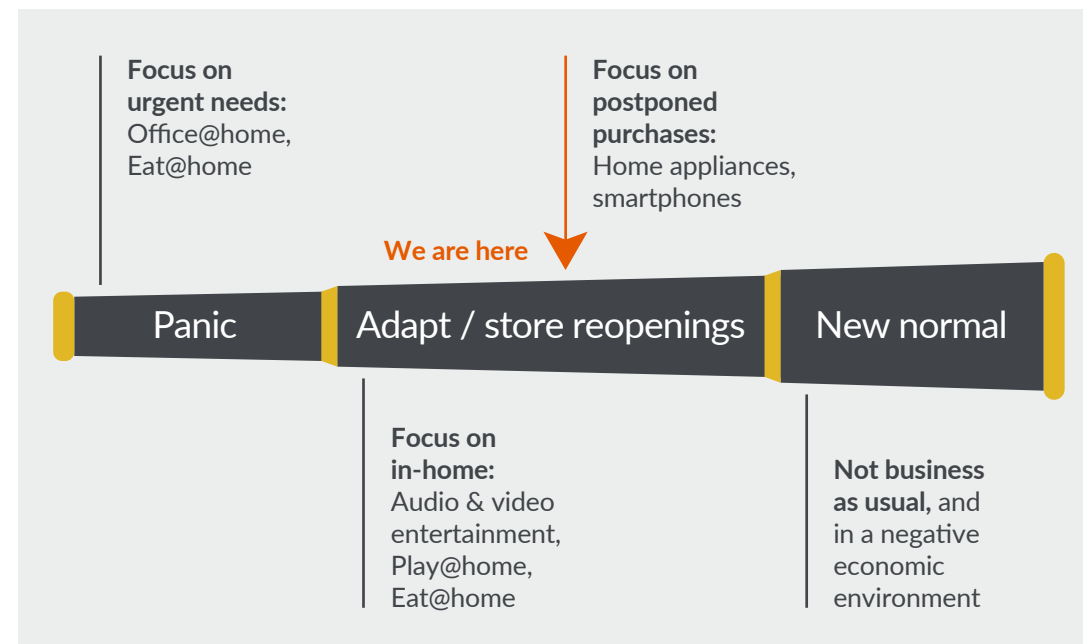 Focus on
urgent needs:
Office@home,
Eat@home
Focus on
postponed
purchases:
Home appliances,
smartphones
We are here
Panic
Adapt / store reopenings
New normal
Focus on
in-home:
Audio & video
entertainment,
Play@home,
Eat@home
Not business
as usual, and
in a negative
economic
environment